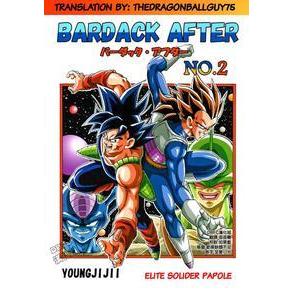 TRANSLATION BY: THEDRAGONBALLGUY75
BARDACK AFTER
バーダック・アフター
NO.2
YOUNGJIJII
ELITE SOLIDER PAPOLE